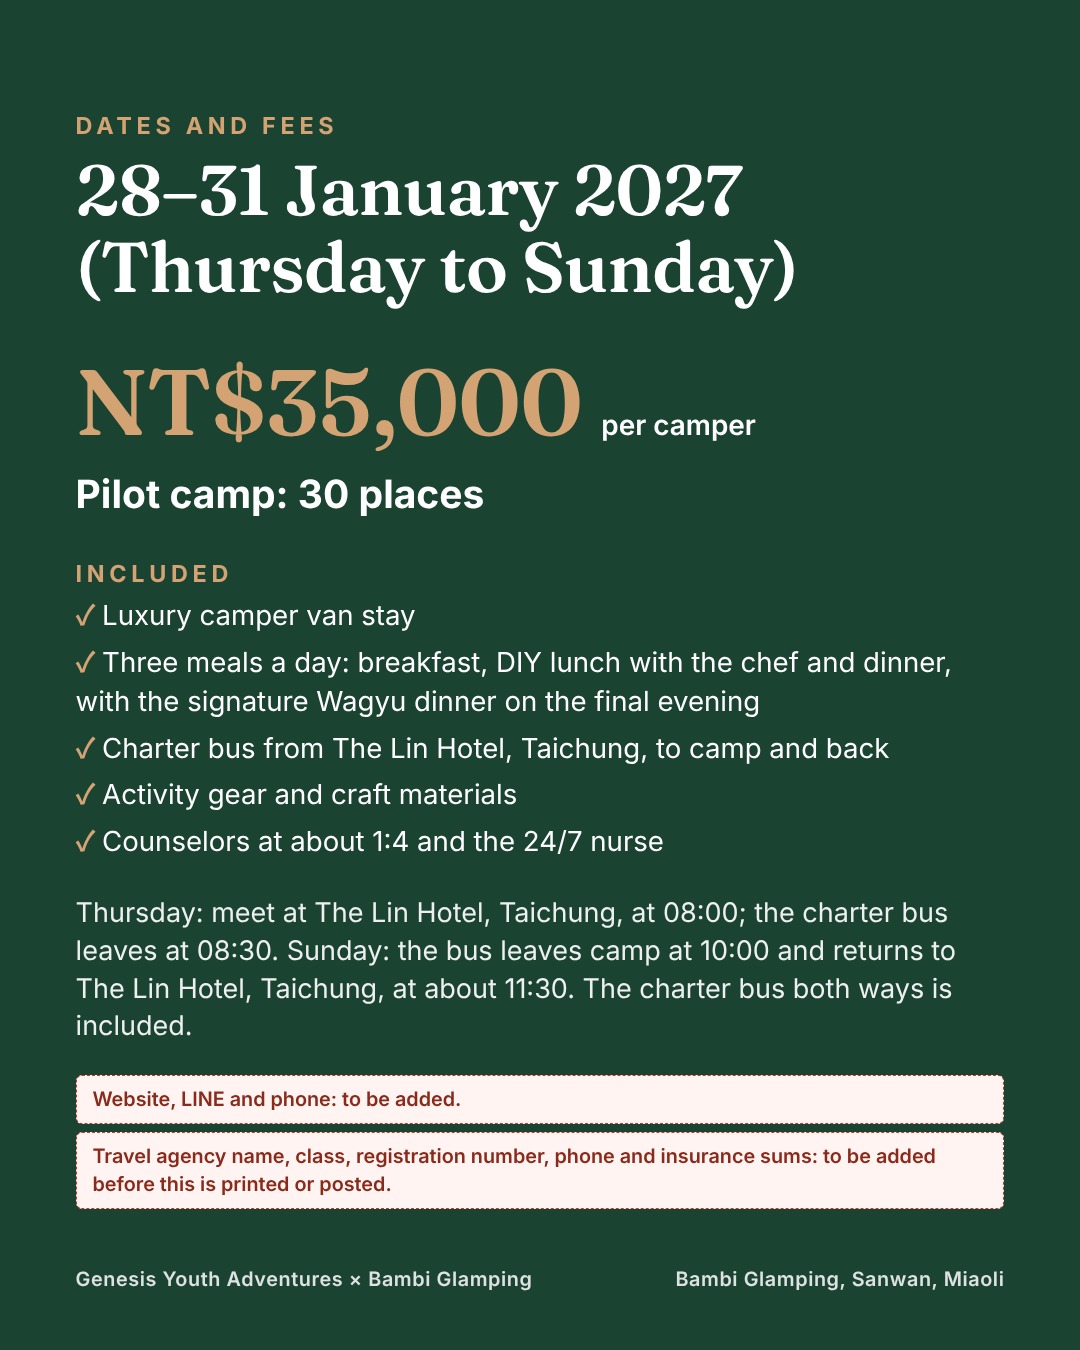 DATES AND FEES
28–31 January 2027
(Thursday to Sunday)
NT$35,000 per camper
Pilot camp: 30 places
INCLUDED
✓ Luxury camper van stay
✓ Three meals a day: breakfast, DIY lunch with the chef and dinner,
with the signature Wagyu dinner on the final evening
✓ Charter bus from The Lin Hotel, Taichung, to camp and back
✓ Activity gear and craft materials
✓ Counselors at about 1:4 and the 24/7 nurse
Thursday: meet at The Lin Hotel, Taichung, at 08:00; the charter bus
leaves at 08:30. Sunday: the bus leaves camp at 10:00 and returns to
The Lin Hotel, Taichung, at about 11:30. The charter bus both ways is
included.
Website, LINE and phone: to be added.
Travel agency name, class, registration number, phone and insurance sums: to be added
before this is printed or posted.
Genesis Youth Adventures × Bambi Glamping
Bambi Glamping, Sanwan, Miaoli